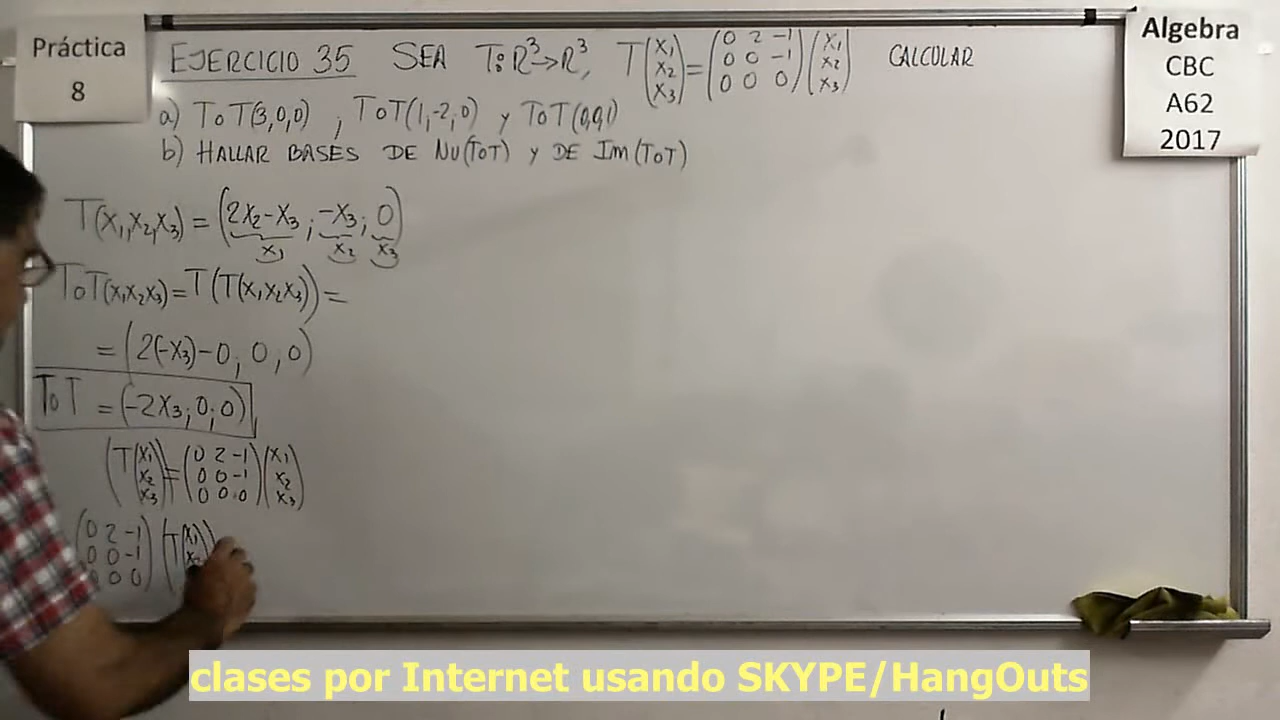 Práctica
8
EJERCICIO 35 SEA T: R³→R³, T(x₁ x₂ x₃) = (0 2 -1 0 0 -1 0 0 0)(x₁ x₂ x₃) CALCULAR
a) ToT(3,0,0) ; ToT(1,-2,0) y ToT(0,0,1)
b) HALLAR BASES DE Nu(ToT) y DE Im(ToT)
Algebra
CBC
A62
2017
T(x₁,x₂,x₃) = (2x₂-x₃ ; -x₃ ; 0)
x₁ x₂ x₃
ToT(x₁x₂x₃) = T(T(x₁x₂x₃)) =
= (2(-x₃)-0 ; 0 , 0)
ToT = (-2x₃ ; 0 ; 0)
(T(x₁ x₂ x₃)) = (0 2 -1 0 0 -1 0 0 0)(x₁ x₂ x₃)
(0 2 -1 0 0 -1 0 0 0)(T(x₁ x₂
clases por Internet usando SKYPE/HangOuts